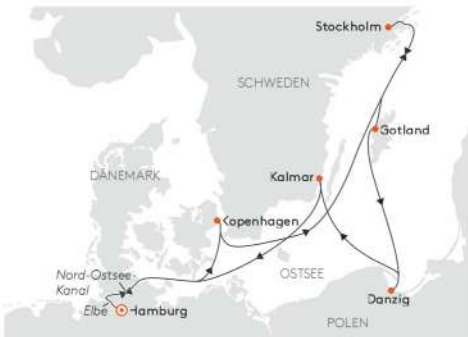 Stockholm
SCHWEDEN
Gotland
Kalmar
DÄNEMARK
Kopenhagen
Nord-Ostsee-
Kanal
OSTSEE
Elbe
Hamburg
Danzig
POLEN